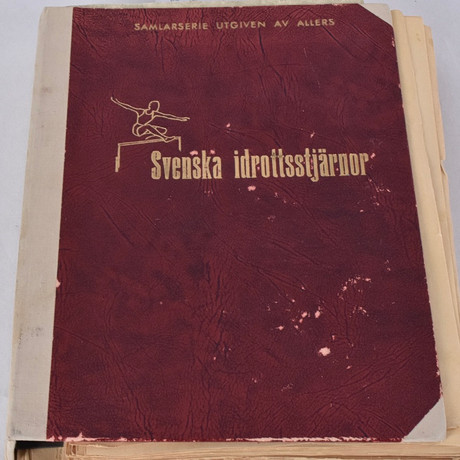 SAMLARSERIE UTGIVEN AV ALLERS
Svenska idrottsstjärnor